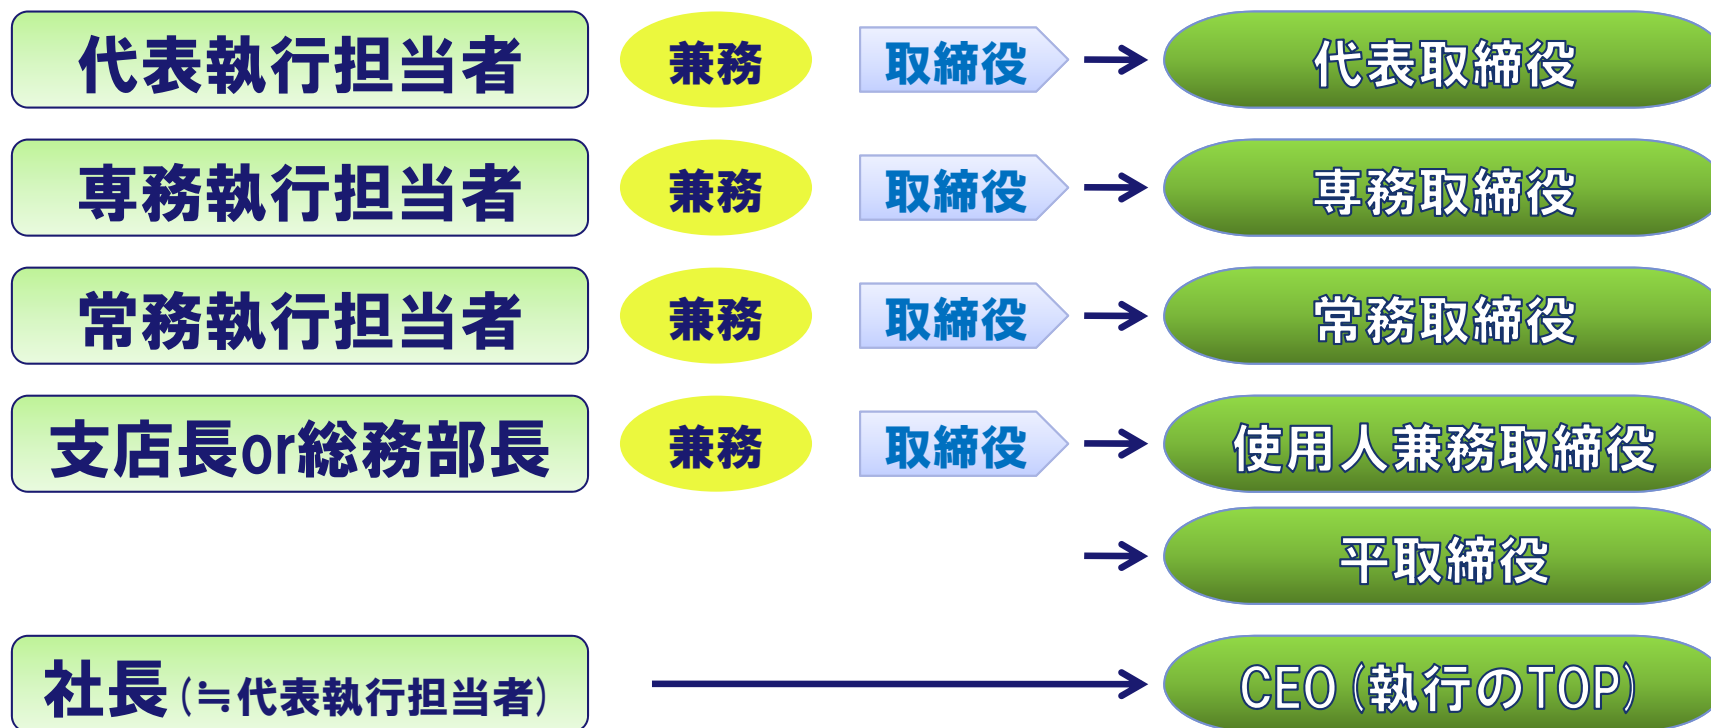 代表執行担当者 兼務 取締役 代表取締役
専務執行担当者 兼務 取締役 専務取締役
常務執行担当者 兼務 取締役 常務取締役
支店長or総務部長 兼務 取締役 使用人兼務取締役
平取締役
社長(≒代表執行担当者) CEO(執行のTOP)